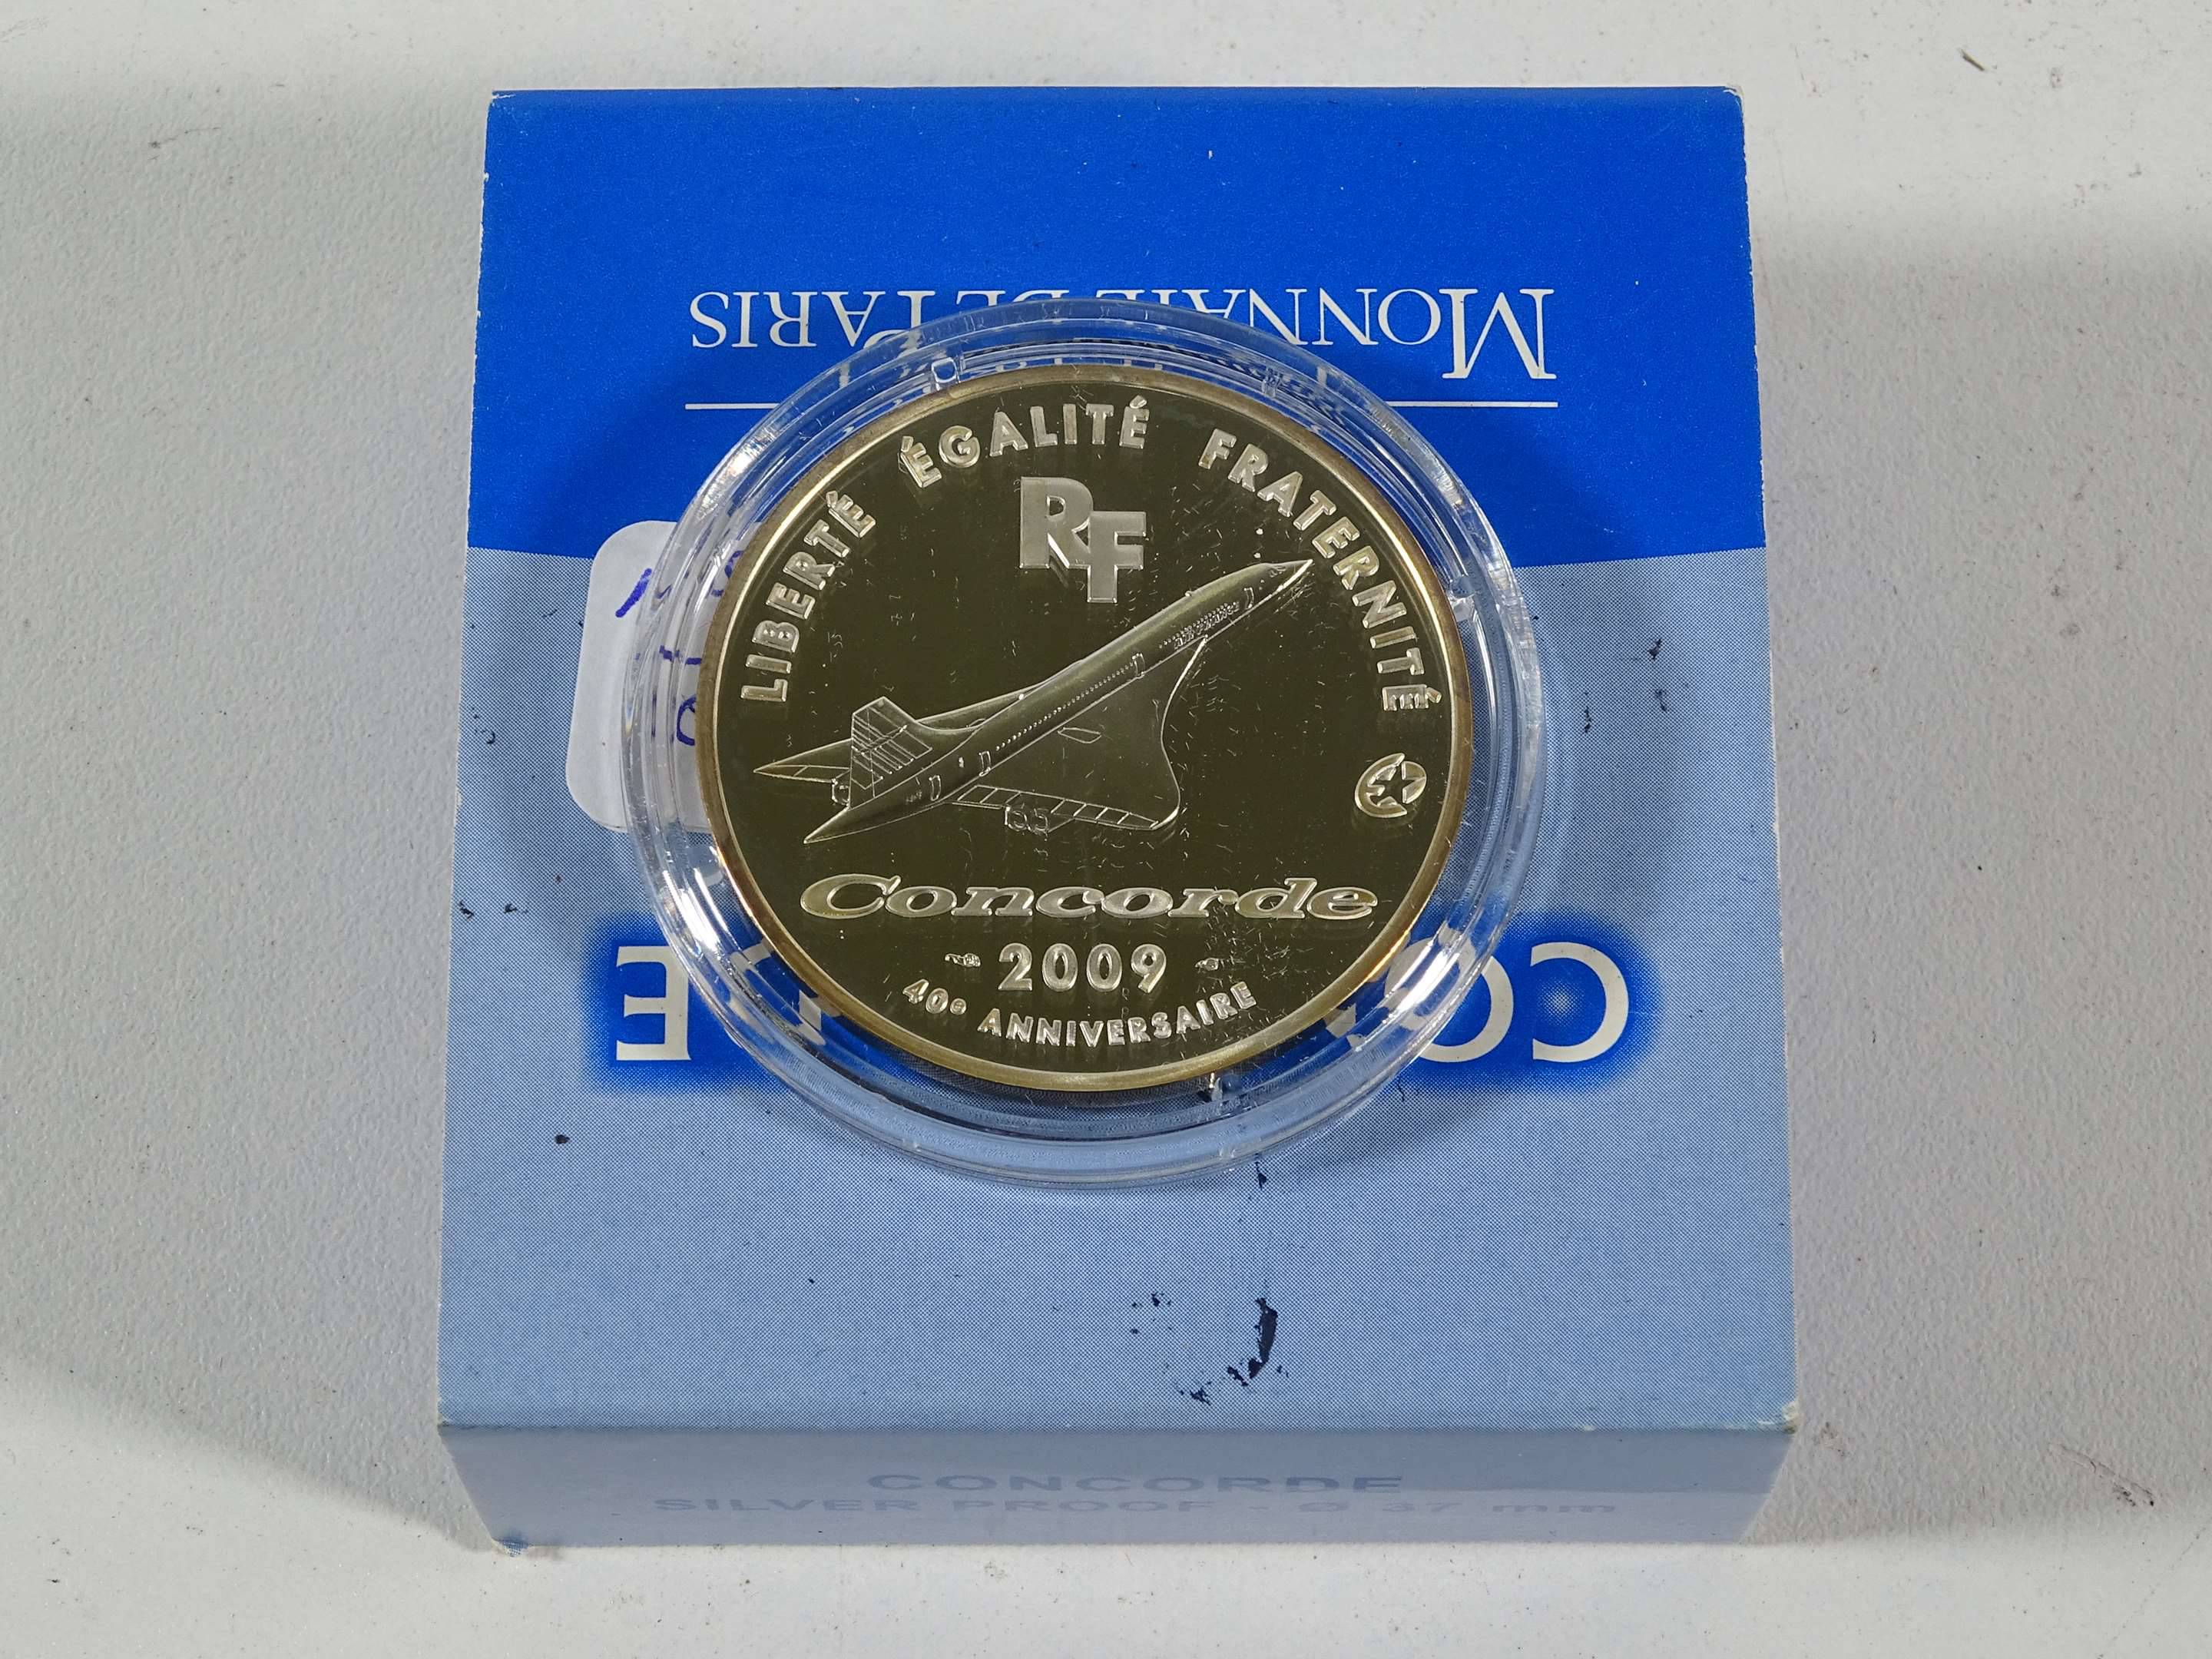 MONNAIE DE PARIS
LIBERTÉ ÉGALITÉ FRATERNITÉ
RF
Concorde
2009
40e ANNIVERSAIRE
CONCORDE
SILVER PROOF - Ø 37 mm